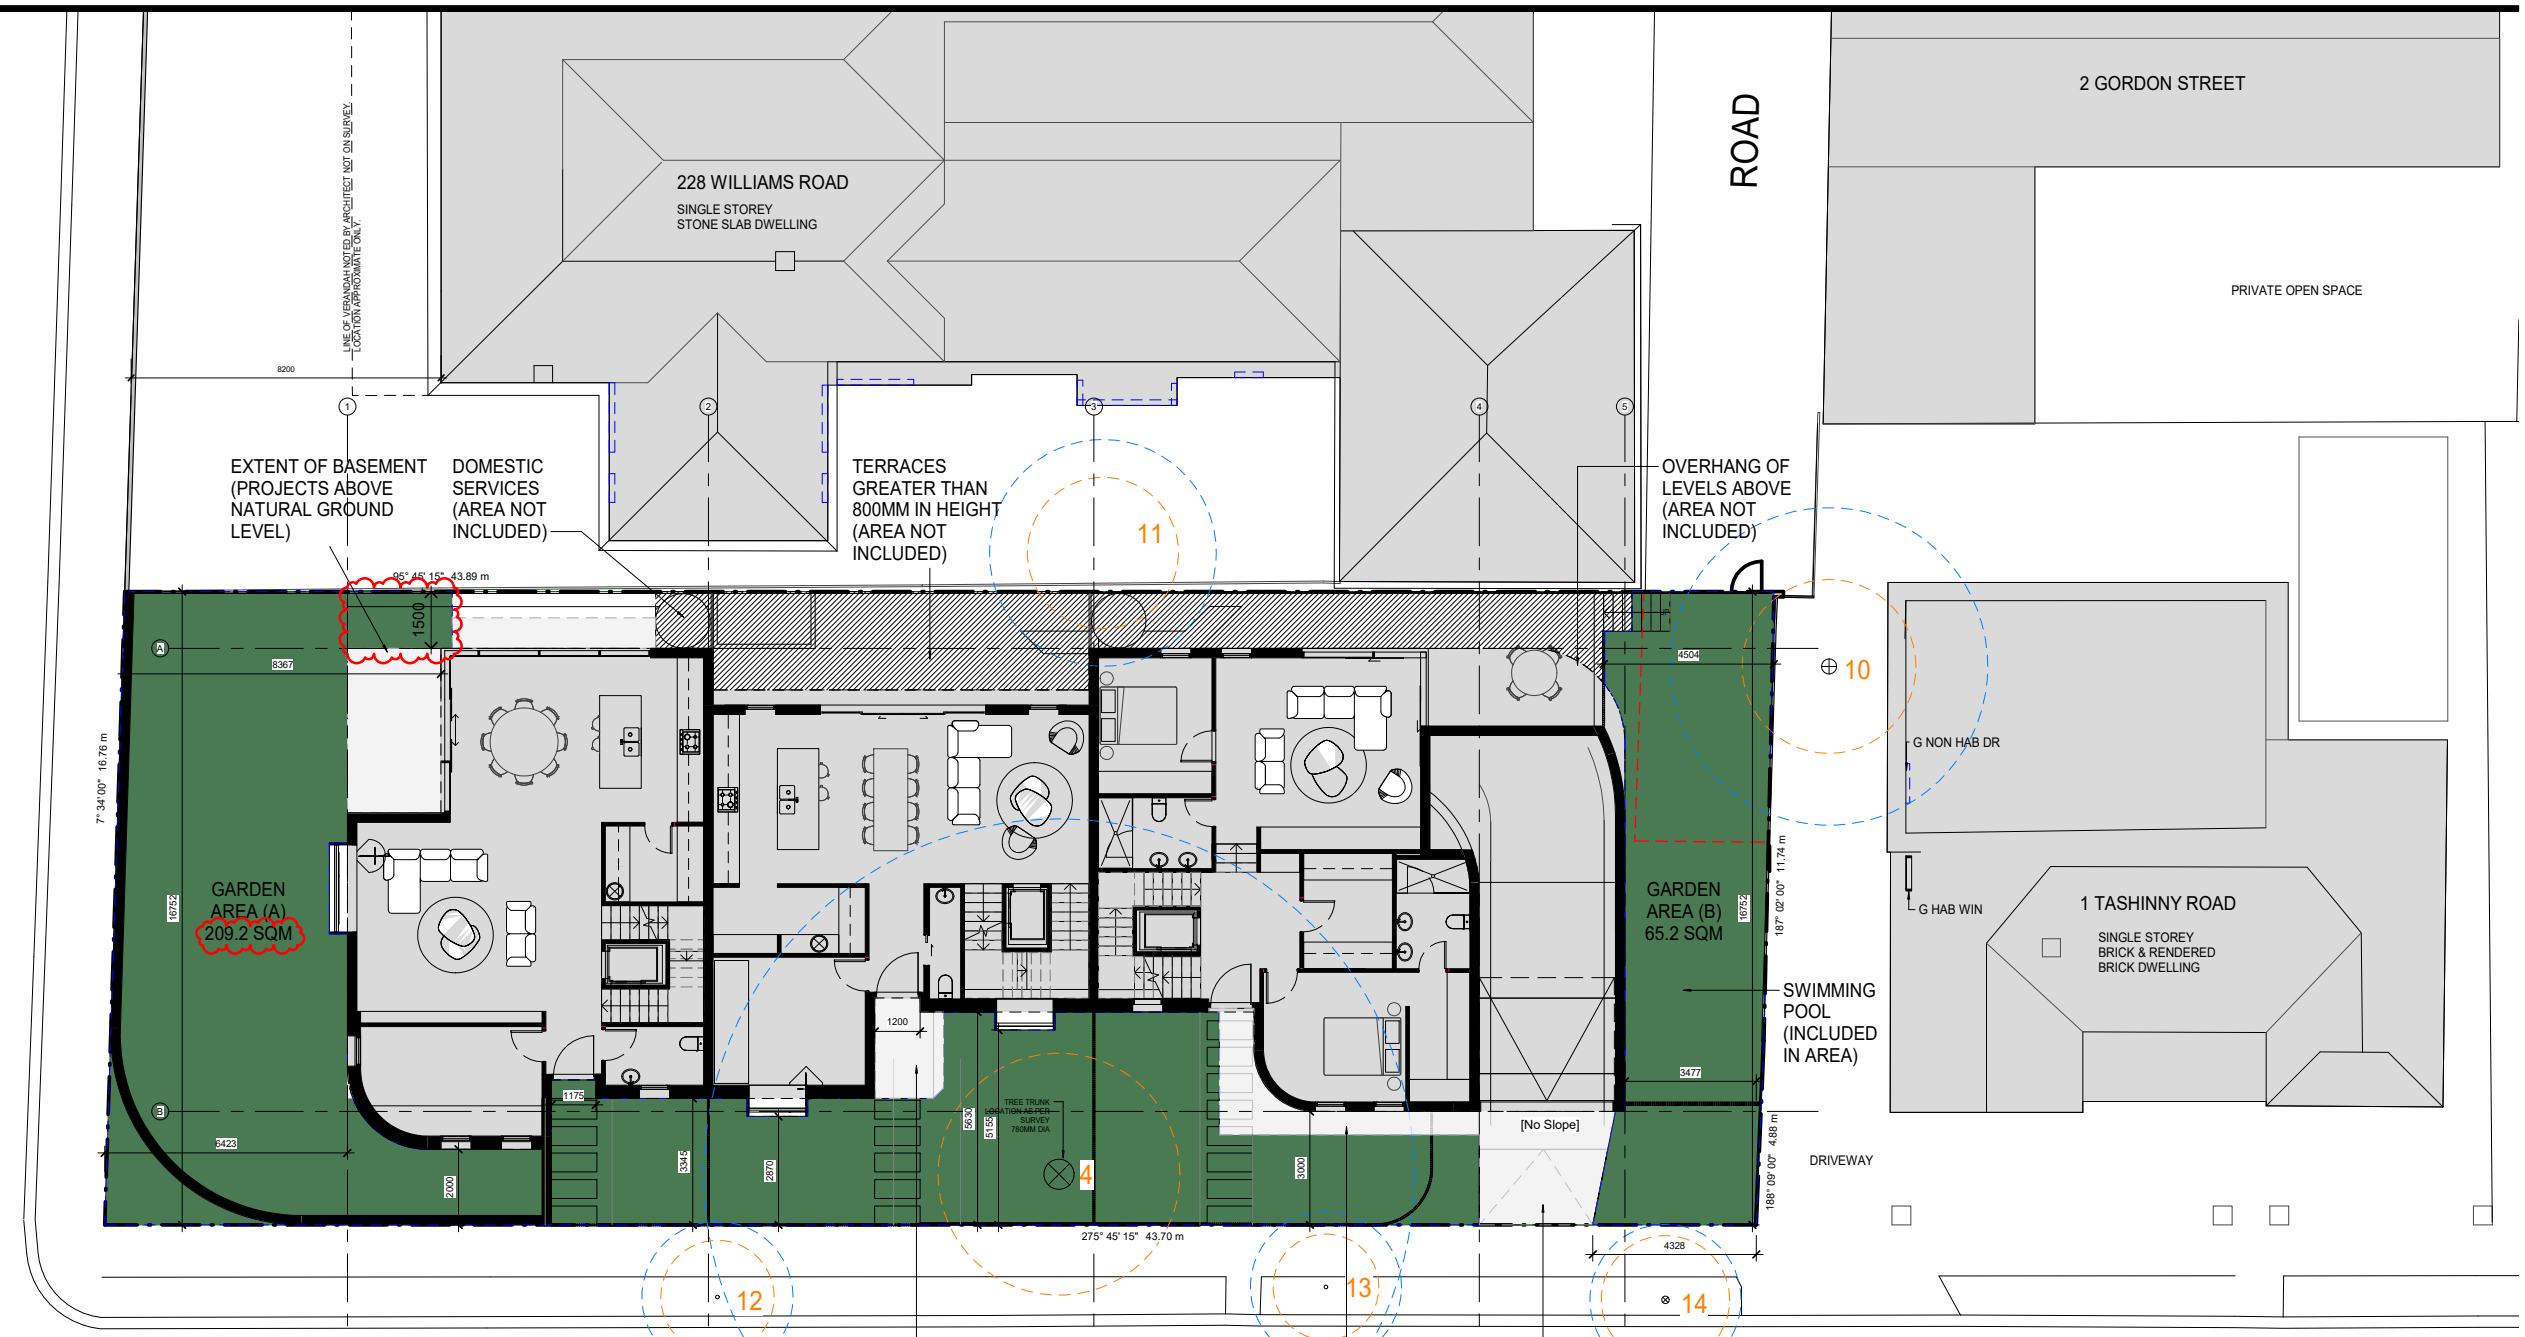 2 GORDON STREET
ROAD
LINE OF VERANDAH NOTED BY ARCHITECT NOT ON SURVEY.
LOCATION APPROXIMATE ONLY.
228 WILLIAMS ROAD
SINGLE STOREY
STONE SLAB DWELLING
PRIVATE OPEN SPACE
8200
1
2
3
4
5
EXTENT OF BASEMENT
(PROJECTS ABOVE
NATURAL GROUND
LEVEL)
DOMESTIC
SERVICES
(AREA NOT
INCLUDED)
TERRACES
GREATER THAN
800MM IN HEIGHT
(AREA NOT
INCLUDED)
11
OVERHANG OF
LEVELS ABOVE
(AREA NOT
INCLUDED)
95° 45' 15" 43.89 m
1500
A
8367
4504
10
7° 34' 00" 16.76 m
G NON HAB DR
16752
GARDEN
AREA (A)
209.2 SQM
GARDEN
AREA (B)
65.2 SQM
16752
187° 02' 00" 11.74 m
G HAB WIN
1 TASHINNY ROAD
SINGLE STOREY
BRICK & RENDERED
BRICK DWELLING
SWIMMING
POOL
(INCLUDED
IN AREA)
1200
3477
1175
B
TREE TRUNK
LOCATION AS PER
SURVEY
780MM DIA
5630
5155
[No Slope]
6423
3345
2870
2000
4
3000
DRIVEWAY
188° 09' 00" 4.88 m
275° 45' 15" 43.70 m
4328
12
13
14